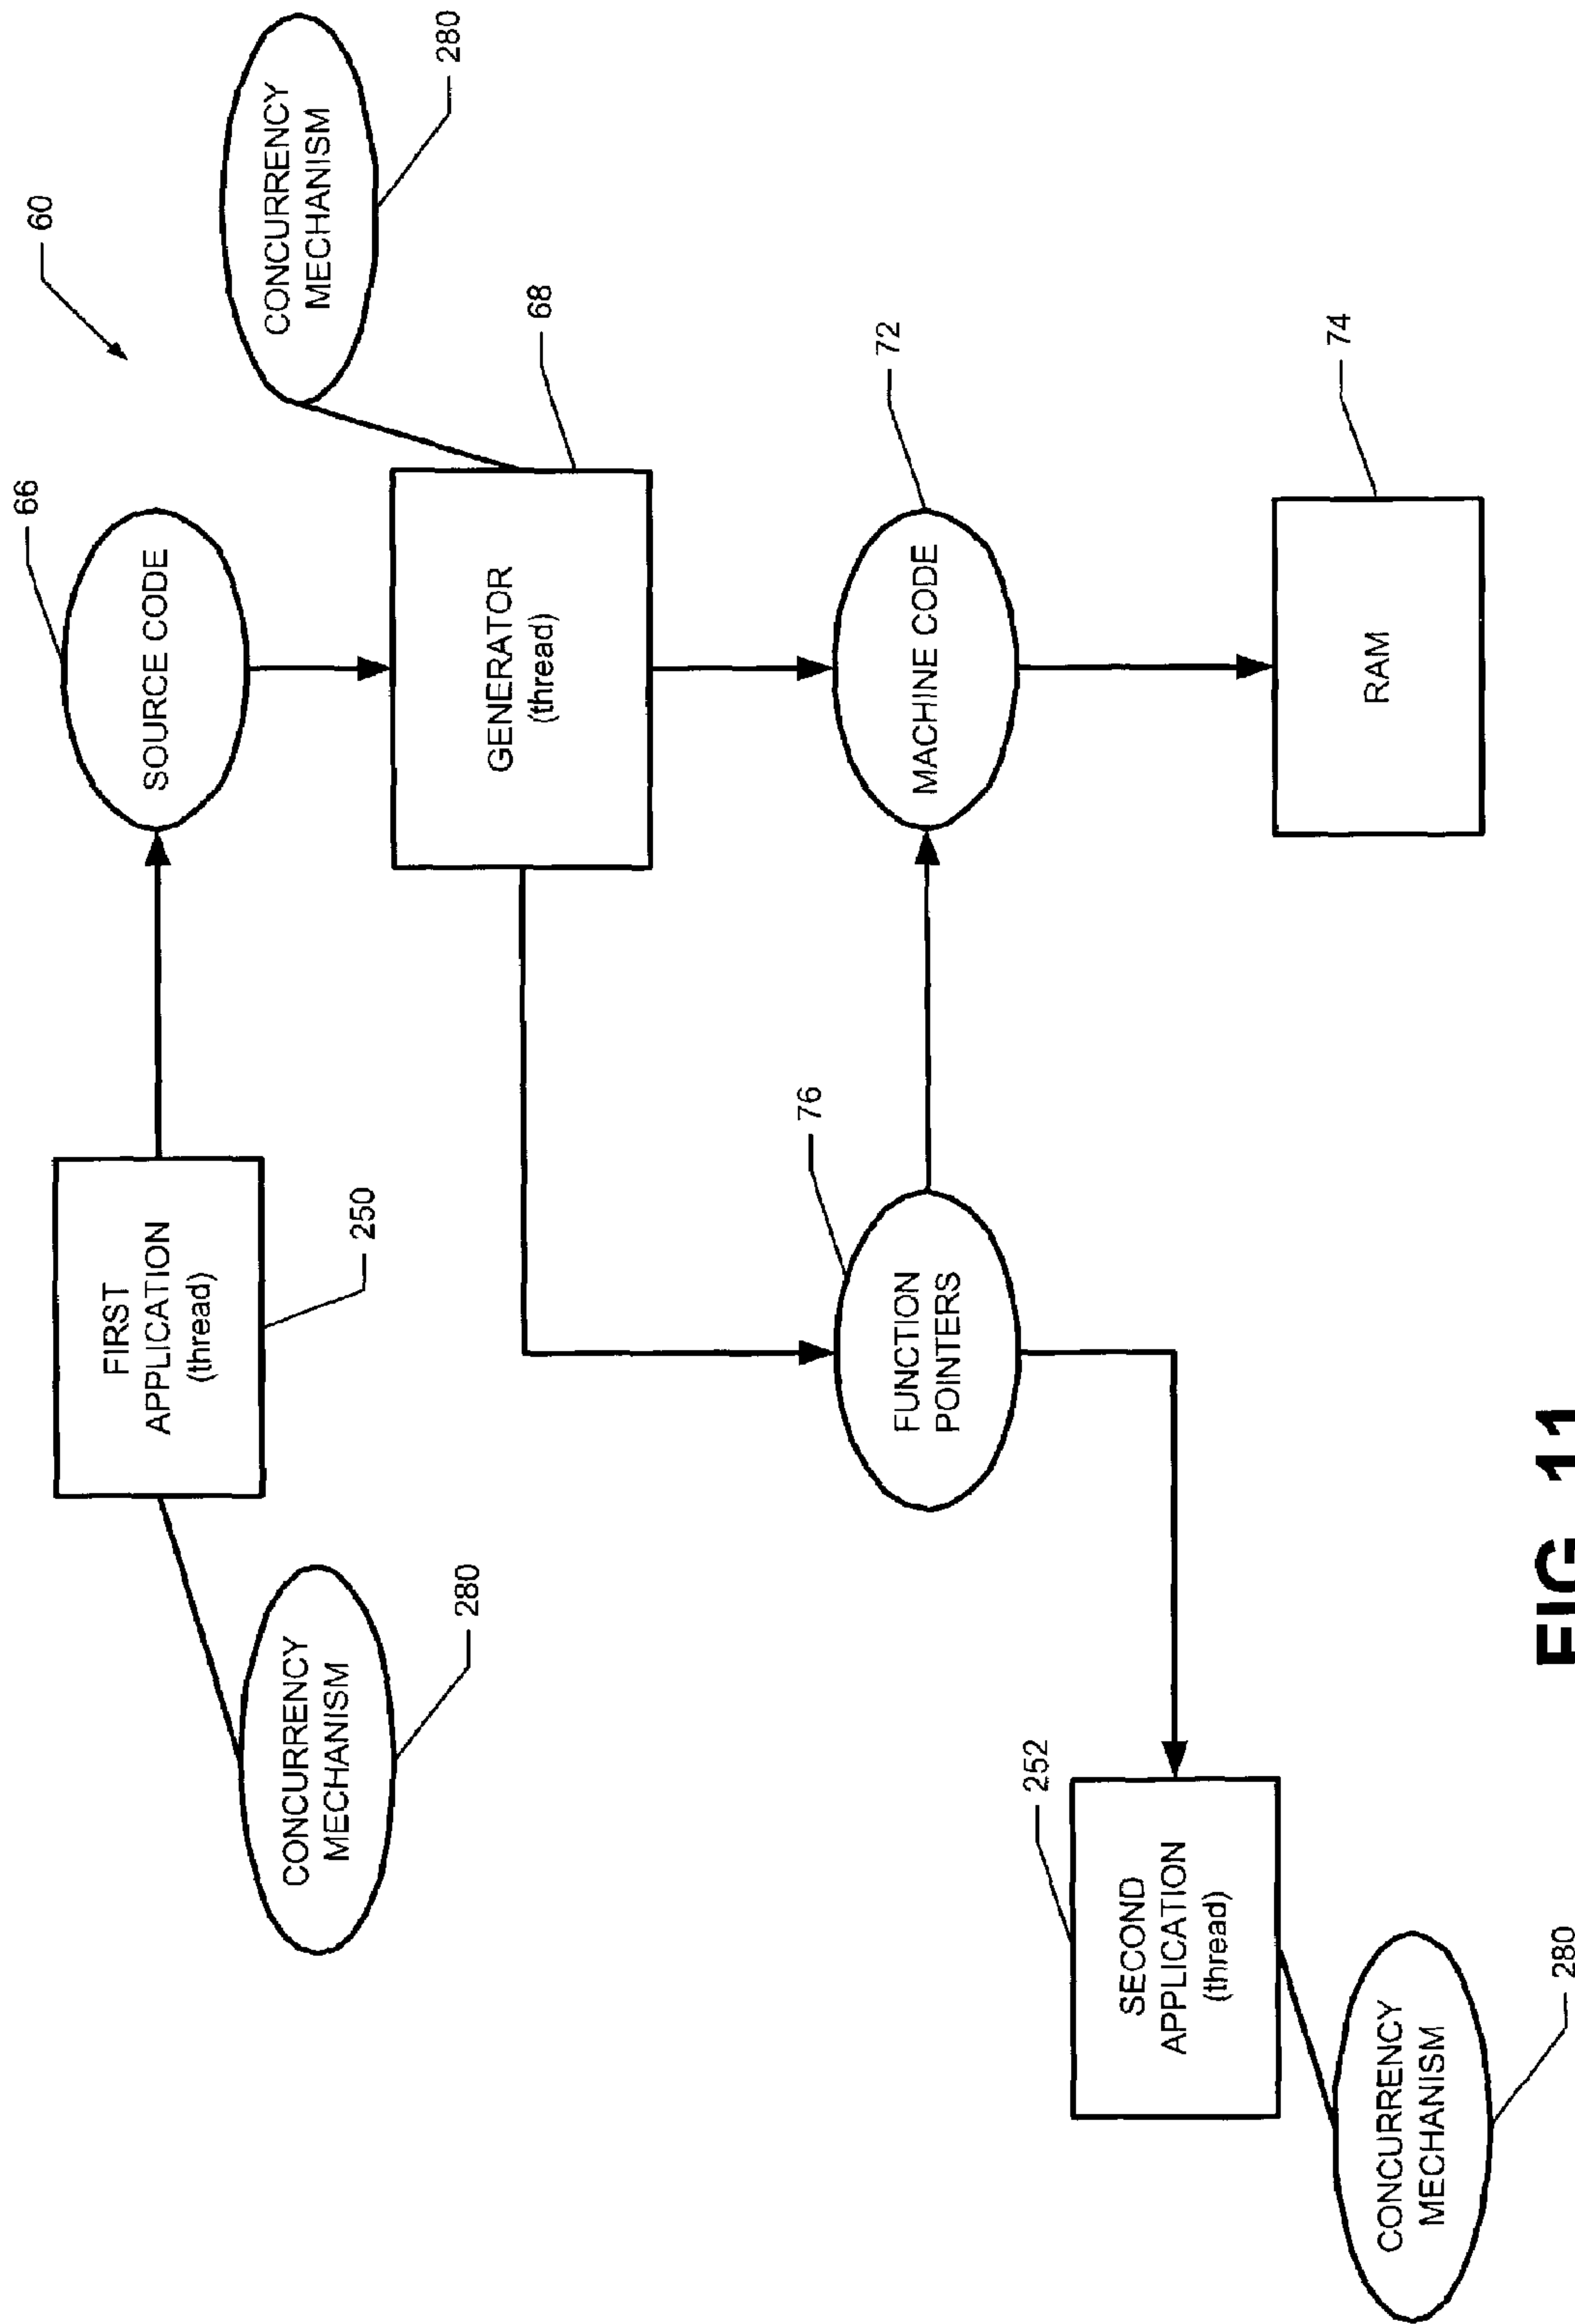 66
60
FIRST
APPLICATION
(thread)
250
SOURCE CODE
CONCURRENCY
MECHANISM
280
CONCURRENCY
MECHANISM
280
GENERATOR
(thread)
68
76
FUNCTION
POINTERS
72
MACHINE CODE
252
SECOND
APPLICATION
(thread)
74
RAM
CONCURRENCY
MECHANISM
280
FIG 11